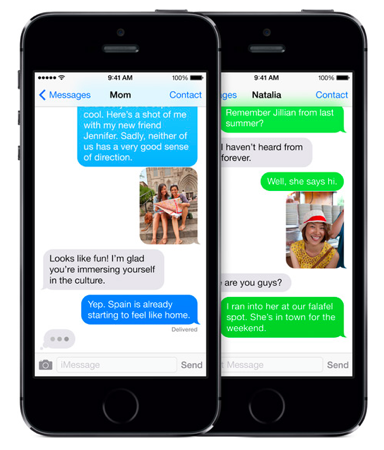 9:41 AM 100%
Messages Mom Contact
cool. Here's a shot of me
with my new friend
Jennifer. Sadly, neither of
us has a very good sense
of direction.
Looks like fun! I'm glad
you're immersing yourself
in the culture.
Yep. Spain is already
starting to feel like home.
Delivered
iMessage Send
9:41 AM 100%
ages Natalia Contact
Remember Jillian from last
summer?
I haven't heard from
forever.
Well, she says hi.
are you guys?
I ran into her at our falafel
spot. She's in town for the
weekend.
Message Send